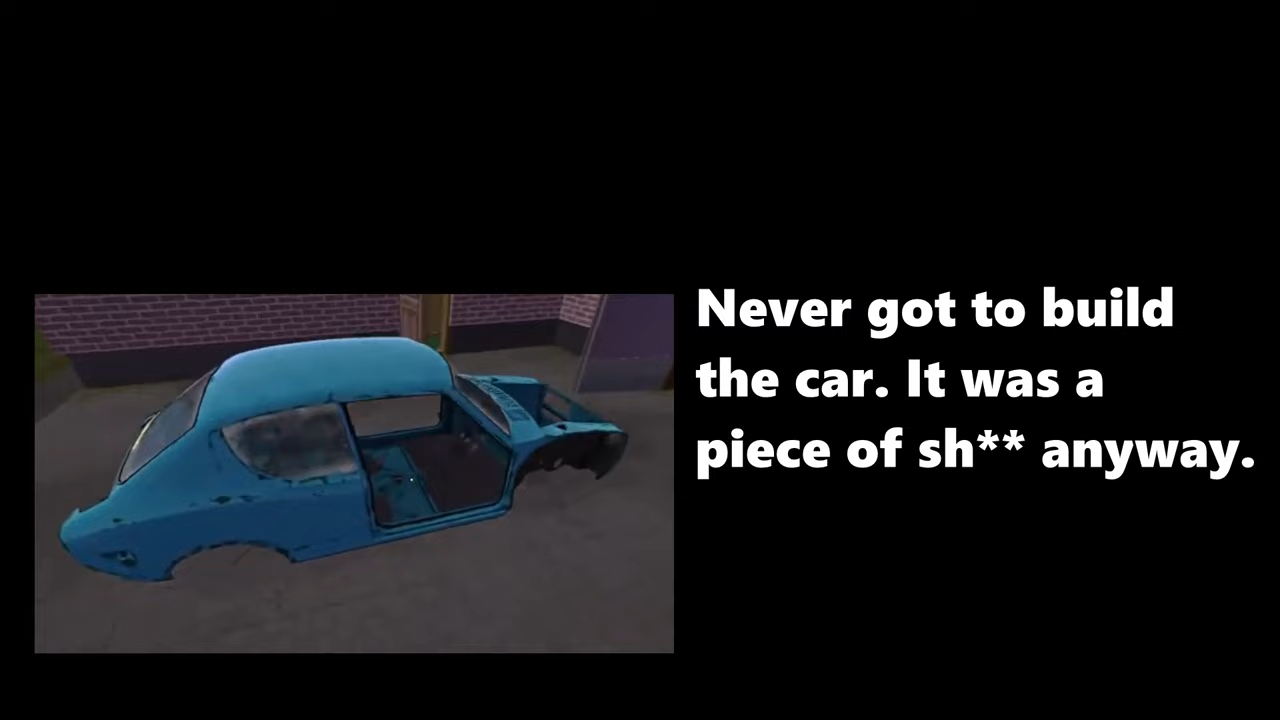 Never got to build
the car. It was a
piece of sh** anyway.